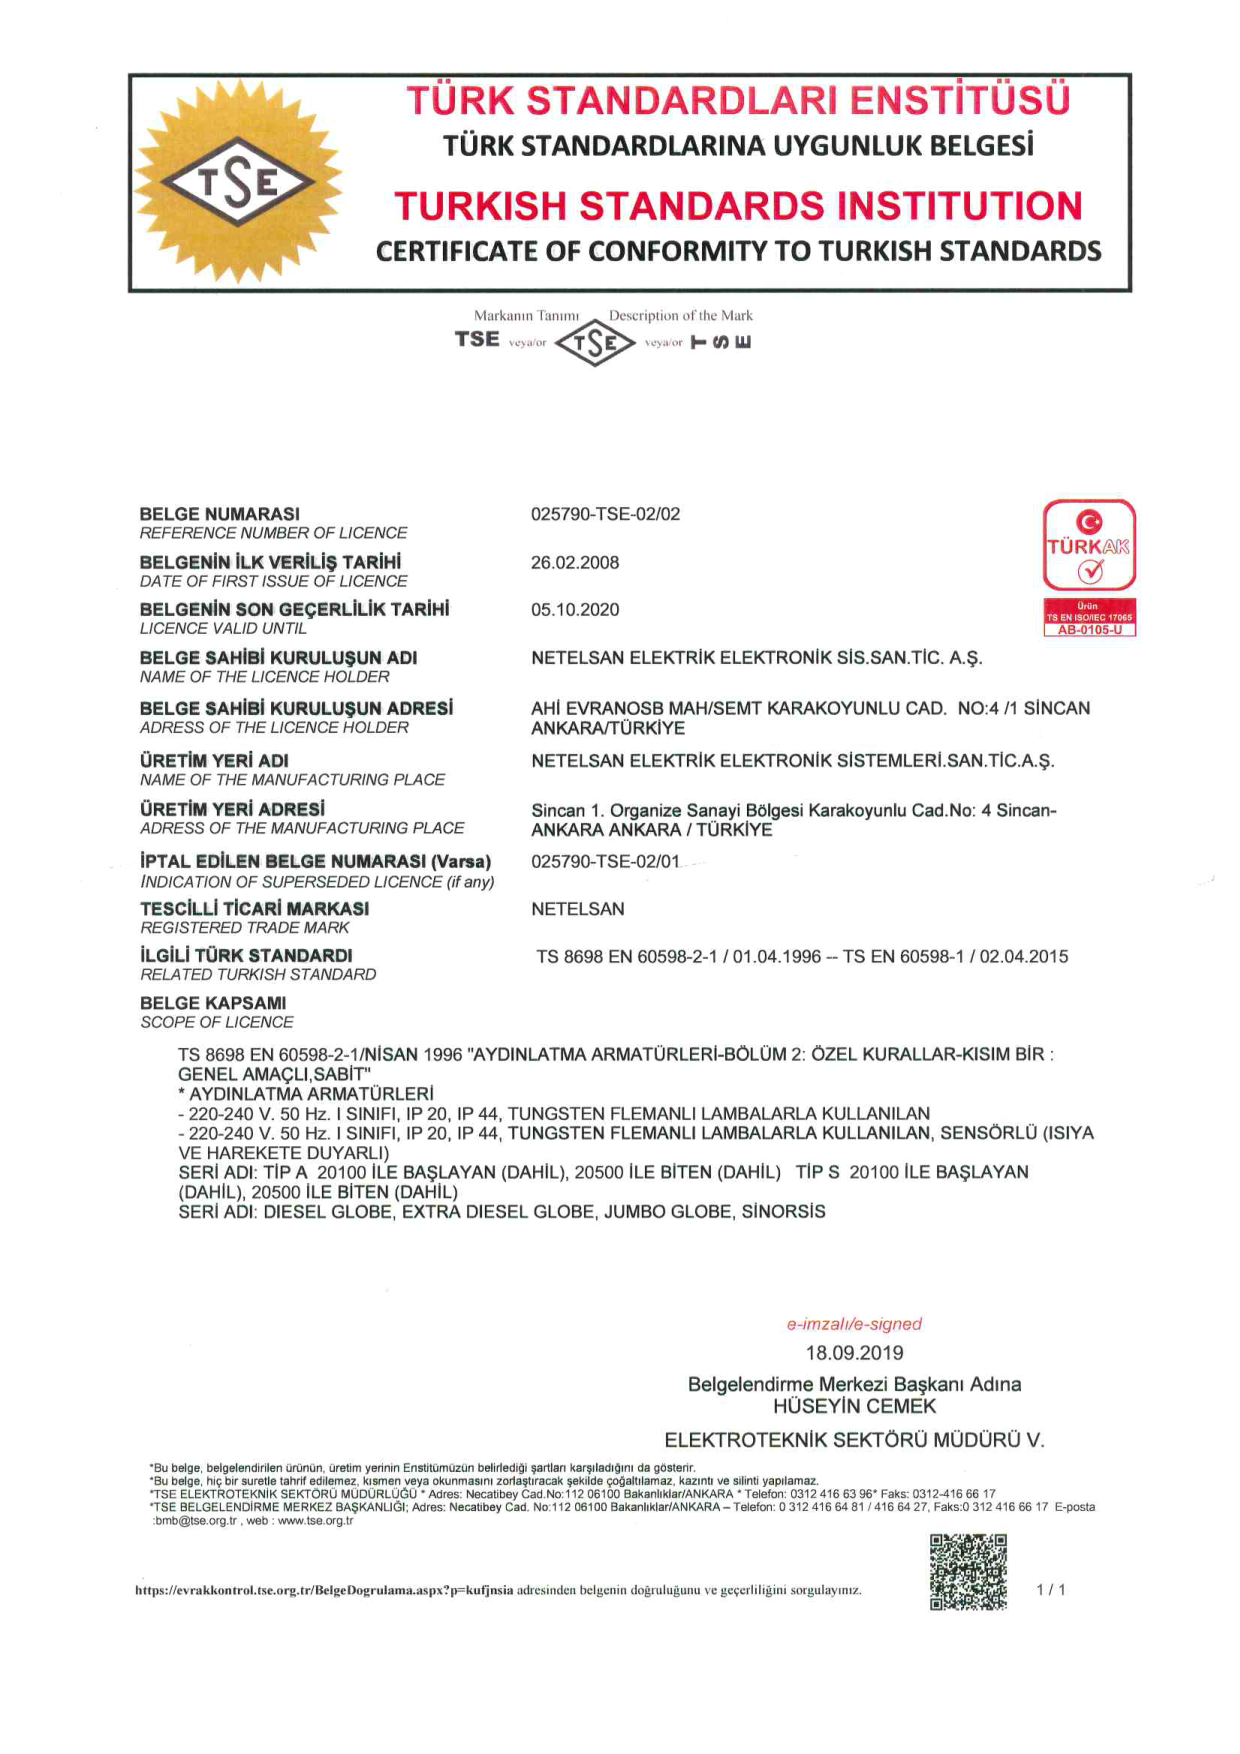 TÜRK STANDARDLARI ENSTİTÜSÜ
TÜRK STANDARDLARINA UYGUNLUK BELGESİ
TSE
TURKISH STANDARDS INSTITUTION
CERTIFICATE OF CONFORMITY TO TURKISH STANDARDS
Markanın Tanımı Description of the Mark
TSE veya/or TSE veya/or TSE
BELGE NUMARASI 025790-TSE-02/02
REFERENCE NUMBER OF LICENCE
BELGENİN İLK VERİLİŞ TARİHİ 26.02.2008
DATE OF FIRST ISSUE OF LICENCE
TÜRKAK
BELGENİN SON GEÇERLİLİK TARİHİ 05.10.2020
LICENCE VALID UNTIL
Ürün
TS EN ISO/IEC 17065
AB-0105-U
BELGE SAHİBİ KURULUŞUN ADI NETELSAN ELEKTRİK ELEKTRONİK SİS.SAN.TİC. A.Ş.
NAME OF THE LICENCE HOLDER
BELGE SAHİBİ KURULUŞUN ADRESİ AHİ EVRANOSB MAH/SEMT KARAKOYUNLU CAD. NO:4 /1 SİNCAN
ADRESS OF THE LICENCE HOLDER ANKARA/TÜRKİYE
ÜRETİM YERİ ADI NETELSAN ELEKTRİK ELEKTRONİK SİSTEMLERİ.SAN.TİC.A.Ş.
NAME OF THE MANUFACTURING PLACE
ÜRETİM YERİ ADRESİ Sincan 1. Organize Sanayi Bölgesi Karakoyunlu Cad.No: 4 Sincan-
ADRESS OF THE MANUFACTURING PLACE ANKARA ANKARA / TÜRKİYE
İPTAL EDİLEN BELGE NUMARASI (Varsa) 025790-TSE-02/01
INDICATION OF SUPERSEDED LICENCE (if any)
TESCİLLİ TİCARİ MARKASI NETELSAN
REGISTERED TRADE MARK
İLGİLİ TÜRK STANDARDI TS 8698 EN 60598-2-1 / 01.04.1996 -- TS EN 60598-1 / 02.04.2015
RELATED TURKISH STANDARD
BELGE KAPSAMI
SCOPE OF LICENCE
TS 8698 EN 60598-2-1/NİSAN 1996 "AYDINLATMA ARMATÜRLERİ-BÖLÜM 2: ÖZEL KURALLAR-KISIM BİR :
GENEL AMAÇLI,SABİT"
* AYDINLATMA ARMATÜRLERİ
- 220-240 V. 50 Hz. I SINIFI, IP 20, IP 44, TUNGSTEN FLEMANLI LAMBALARLA KULLANILAN
- 220-240 V. 50 Hz. I SINIFI, IP 20, IP 44, TUNGSTEN FLEMANLI LAMBALARLA KULLANILAN, SENSÖRLÜ (ISIYA
VE HAREKETE DUYARLI)
SERİ ADI: TİP A 20100 İLE BAŞLAYAN (DAHİL), 20500 İLE BİTEN (DAHİL) TİP S 20100 İLE BAŞLAYAN
(DAHİL), 20500 İLE BİTEN (DAHİL)
SERİ ADI: DIESEL GLOBE, EXTRA DIESEL GLOBE, JUMBO GLOBE, SİNORSİS
e-imzalı/e-signed
18.09.2019
Belgelendirme Merkezi Başkanı Adına
HÜSEYİN CEMEK
ELEKTROTEKNİK SEKTÖRÜ MÜDÜRÜ V.
*Bu belge, belgelendirilen ürünün, üretim yerinin Enstitümüzün belirlediği şartları karşıladığını da gösterir.
*Bu belge, hiç bir suretle tahrif edilemez, kısmen veya okunmasını zorlaştıracak şekilde çoğaltılamaz, kazıntı ve silinti yapılamaz.
*TSE ELEKTROTEKNİK SEKTÖRÜ MÜDÜRLÜĞÜ * Adres: Necatibey Cad.No:112 06100 Bakanlıklar/ANKARA * Telefon: 0312 416 63 96* Faks: 0312-416 66 17
*TSE BELGELENDİRME MERKEZ BAŞKANLIĞI; Adres: Necatibey Cad. No:112 06100 Bakanlıklar/ANKARA – Telefon: 0 312 416 64 81 / 416 64 27, Faks:0 312 416 66 17 E-posta
:bmb@tse.org.tr , web : www.tse.org.tr
https://evrakkontrol.tse.org.tr/BelgeDogrulama.aspx?p=kufjnsia adresinden belgenin doğruluğunu ve geçerliliğini sorgulayınız.
1 / 1